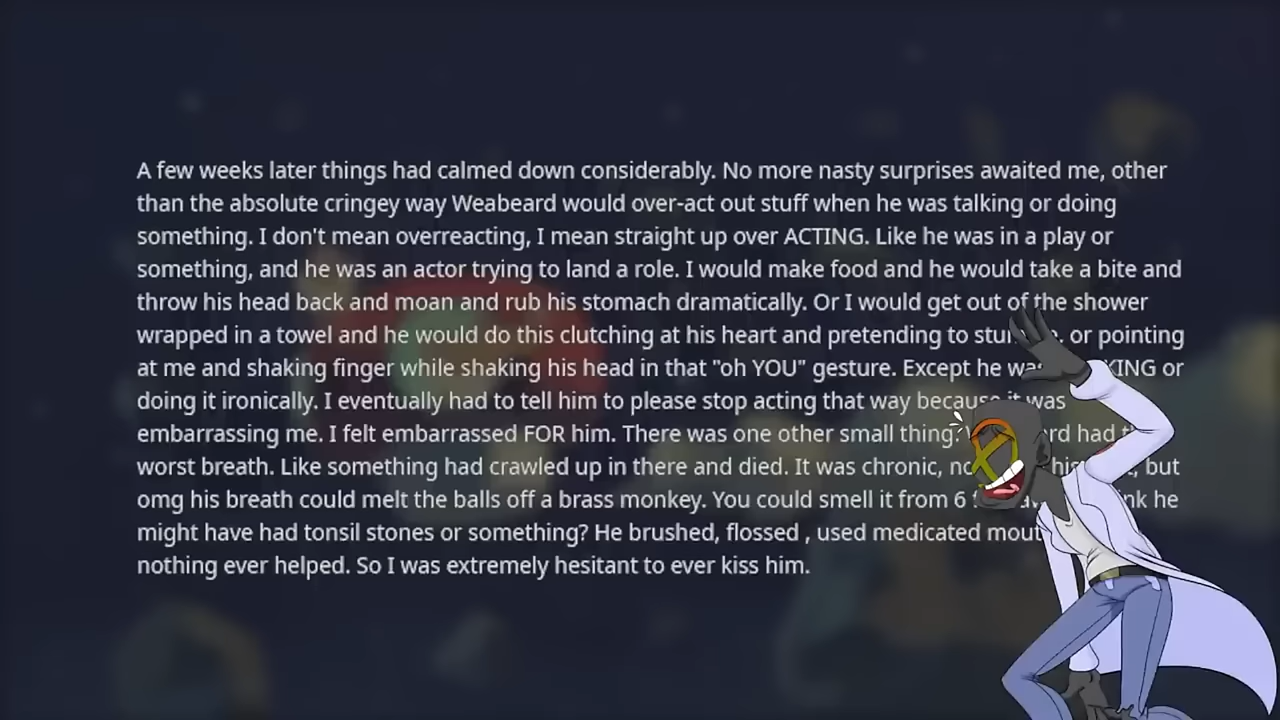 A few weeks later things had calmed down considerably. No more nasty surprises awaited me, other
than the absolute cringey way Weabeard would over-act out stuff when he was talking or doing
something. I don't mean overreacting, I mean straight up over ACTING. Like he was in a play or
something, and he was an actor trying to land a role. I would make food and he would take a bite and
throw his head back and moan and rub his stomach dramatically. Or I would get out of the shower
wrapped in a towel and he would do this clutching at his heart and pretending to or pointing
at me and shaking finger while shaking his head in that "oh YOU" gesture. Except he or
doing it ironically. I eventually had to tell him to please stop acting that way because it was
embarrassing me. I felt embarrassed FOR him. There was one other small thing. had
worst breath. Like something had crawled up in there and died. It was chronic, but
omg his breath could melt the balls off a brass monkey. You could smell it from 6 he
might have had tonsil stones or something? He brushed, flossed , used medicated
nothing ever helped. So I was extremely hesitant to ever kiss him.